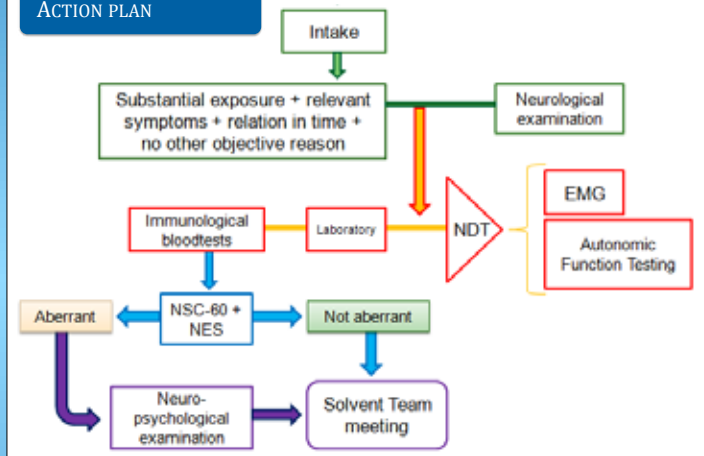 ACTION PLAN
Intake
Substantial exposure + relevant
symptoms + relation in time +
no other objective reason
Neurological
examination
Immunological
bloodtests
Laboratory
NDT
EMG
Autonomic
Function Testing
Aberrant
NSC-60 +
NES
Not aberrant
Neuro-
psychological
examination
Solvent Team
meeting